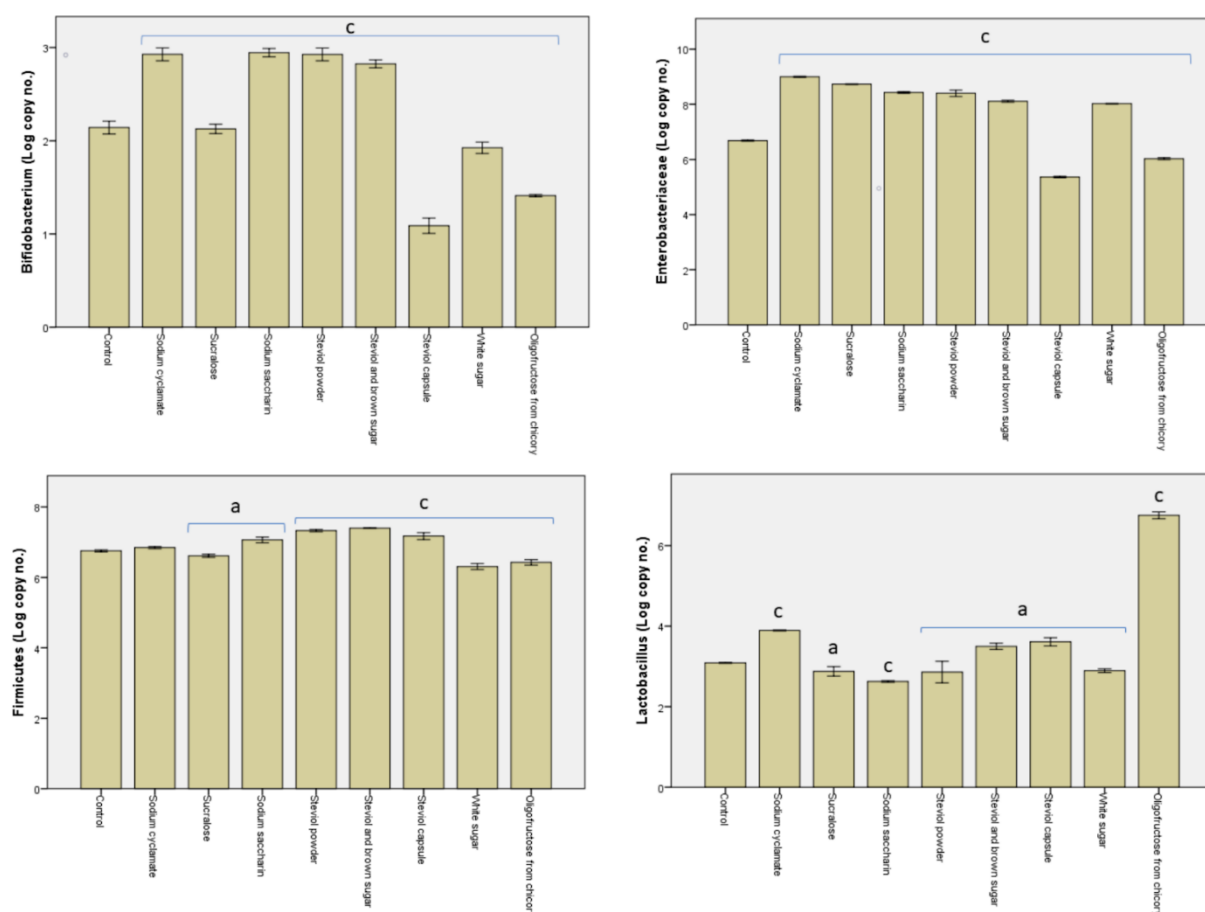 c
Bifidobacterium (Log copy no.)
3
2
1
0
Control
Sodium cyclamate
Sucralose
Sodium saccharin
Steviol powder
Steviol and brown sugar
Steviol capsule
White sugar
Oligofructose from chicory
c
Enterobacteriaceae (Log copy no.)
10
8
6
4
2
0
Control
Sodium cyclamate
Sucralose
Sodium saccharin
Steviol powder
Steviol and brown sugar
Steviol capsule
White sugar
Oligofructose from chicory
a
c
Firmicutes (Log copy no.)
8
6
4
2
0
Control
Sodium cyclamate
Sucralose
Sodium saccharin
Steviol powder
Steviol and brown sugar
Steviol capsule
White sugar
Oligofructose from chicory
c
a
c
a
c
Lactobacillus (Log copy no.)
6
4
2
0
Control
Sodium cyclamate
Sucralose
Sodium saccharin
Steviol powder
Steviol and brown sugar
Steviol capsule
White sugar
Oligofructose from chicory